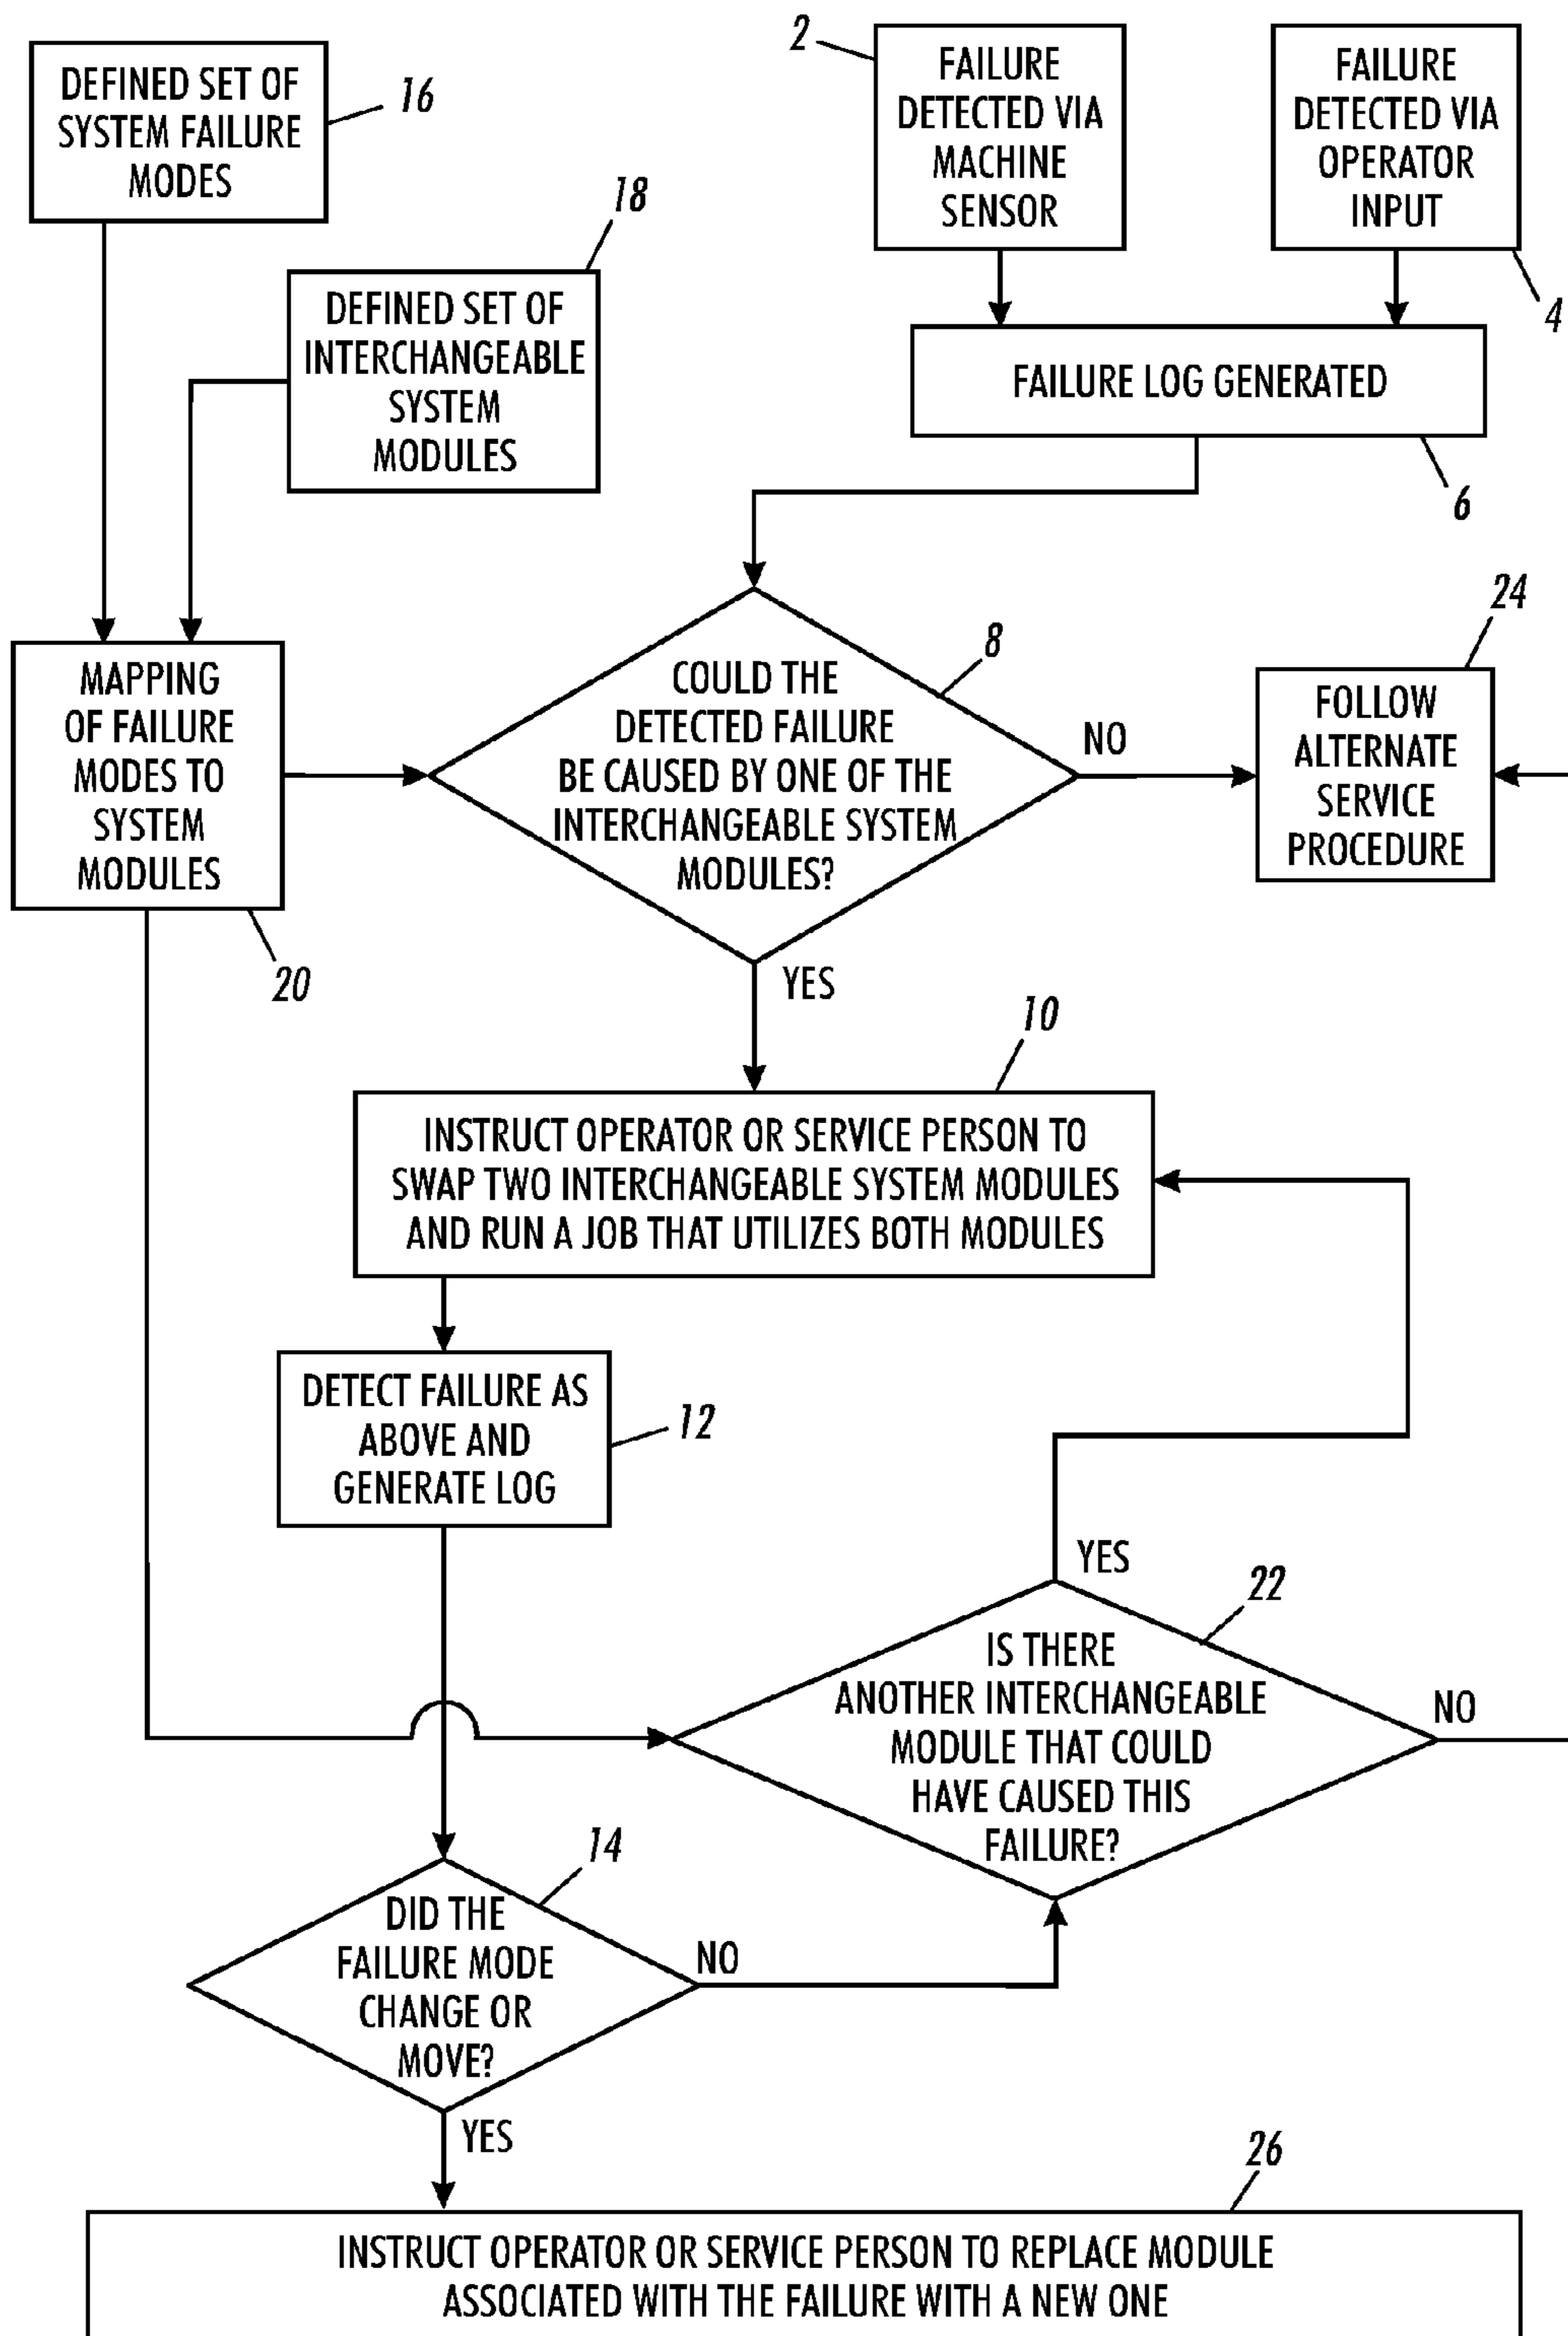 DEFINED SET OF
SYSTEM FAILURE
MODES
16
2
FAILURE
DETECTED VIA
MACHINE
SENSOR
FAILURE
DETECTED VIA
OPERATOR
INPUT
4
18
DEFINED SET OF
INTERCHANGEABLE
SYSTEM
MODULES
FAILURE LOG GENERATED
6
MAPPING
OF FAILURE
MODES TO
SYSTEM
MODULES
20
8
COULD THE
DETECTED FAILURE
BE CAUSED BY ONE OF THE
INTERCHANGEABLE SYSTEM
MODULES?
NO
24
FOLLOW
ALTERNATE
SERVICE
PROCEDURE
YES
10
INSTRUCT OPERATOR OR SERVICE PERSON TO
SWAP TWO INTERCHANGEABLE SYSTEM MODULES
AND RUN A JOB THAT UTILIZES BOTH MODULES
DETECT FAILURE AS
ABOVE AND
GENERATE LOG
12
YES
22
IS THERE
ANOTHER INTERCHANGEABLE
MODULE THAT COULD
HAVE CAUSED THIS
FAILURE?
NO
14
DID THE
FAILURE MODE
CHANGE OR
MOVE?
NO
YES
26
INSTRUCT OPERATOR OR SERVICE PERSON TO REPLACE MODULE
ASSOCIATED WITH THE FAILURE WITH A NEW ONE